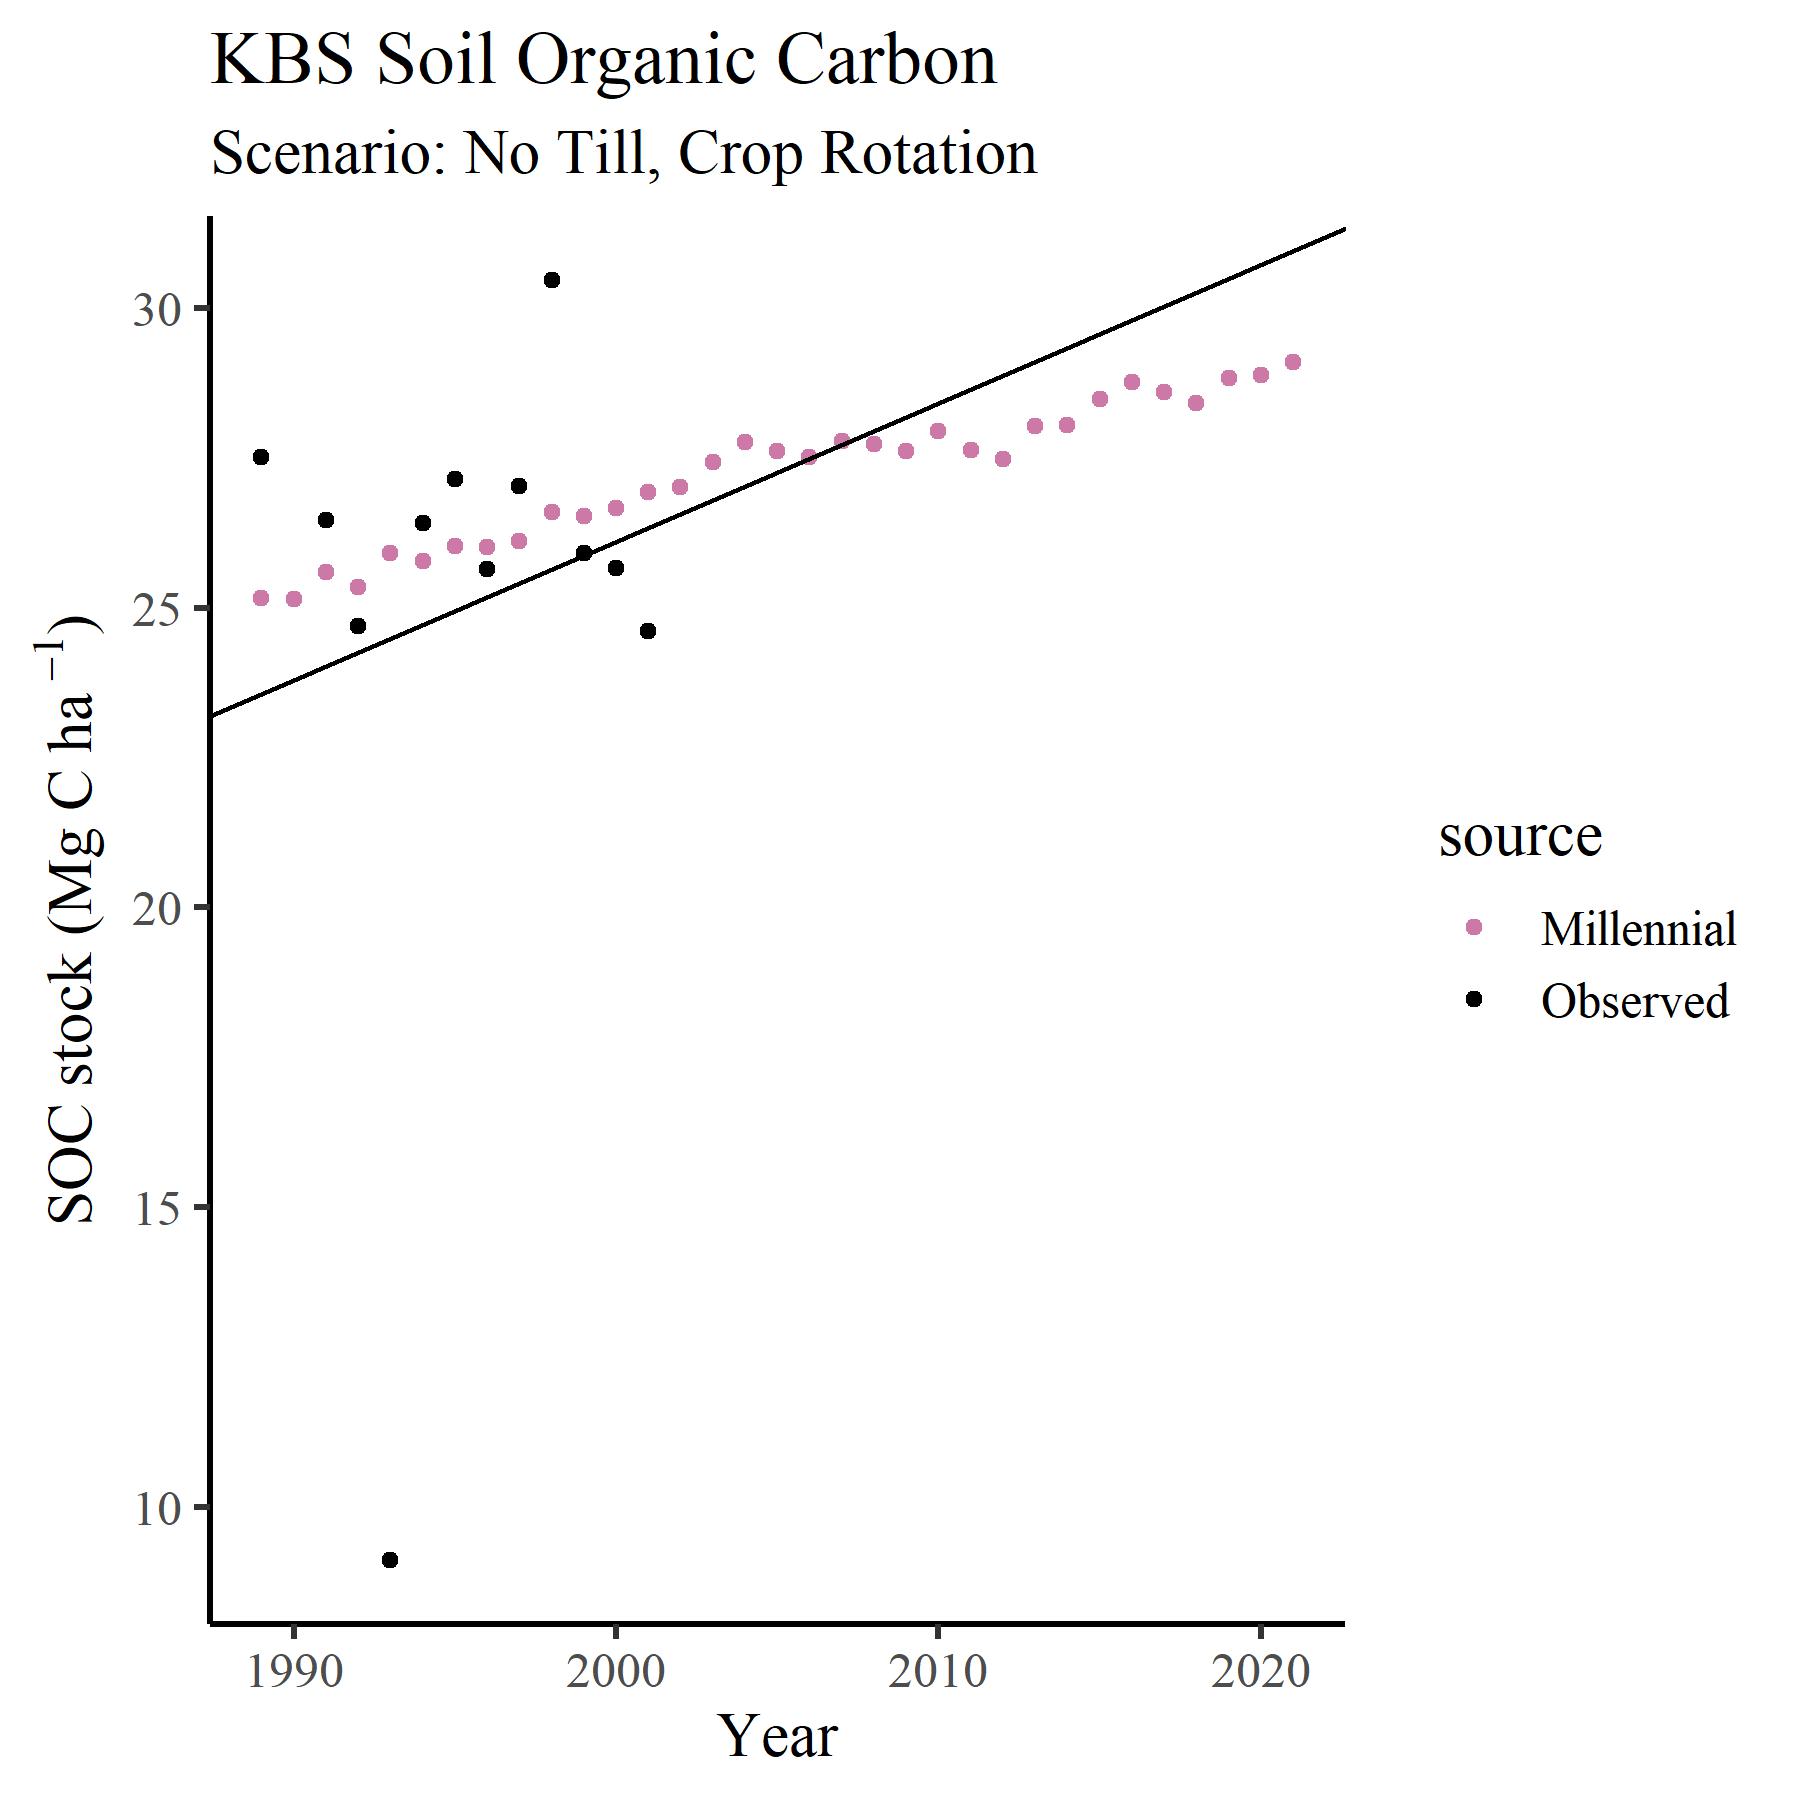 KBS Soil Organic Carbon
Scenario: No Till, Crop Rotation
SOC stock (Mg C ha⁻¹)
30
25
20
15
10
1990 2000 2010 2020
Year
source
Millennial
Observed